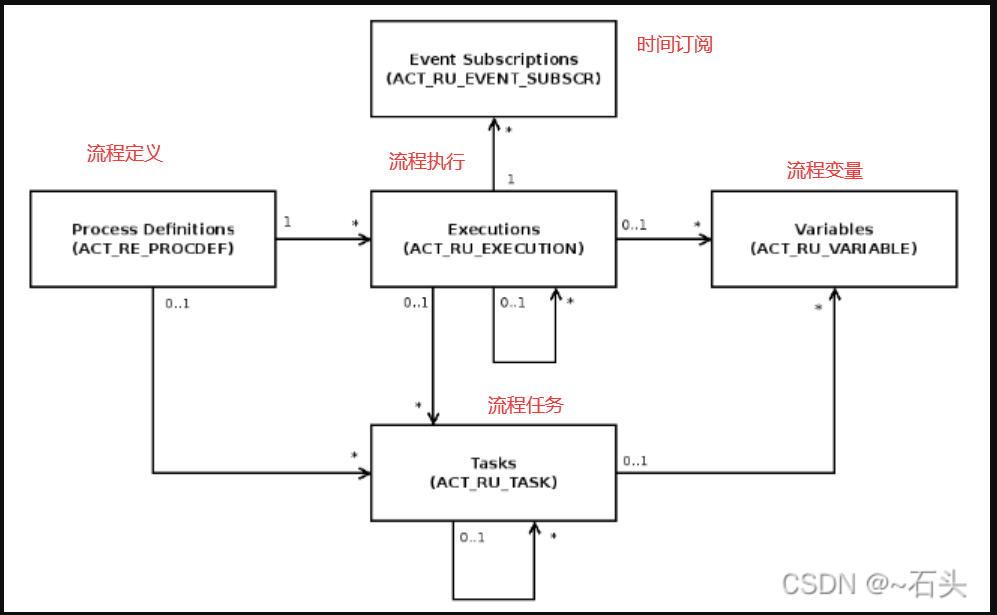 Event Subscriptions
(ACT_RU_EVENT_SUBSCR)
时间订阅
*
1
流程定义
流程执行
流程变量
Process Definitions
(ACT_RE_PROCDEF)
1
*
Executions
(ACT_RU_EXECUTION)
0..1
*
Variables
(ACT_RU_VARIABLE)
0..1
0..1
0..1
*
*
*
流程任务
*
Tasks
(ACT_RU_TASK)
0..1
0..1
*
CSDN @~石头